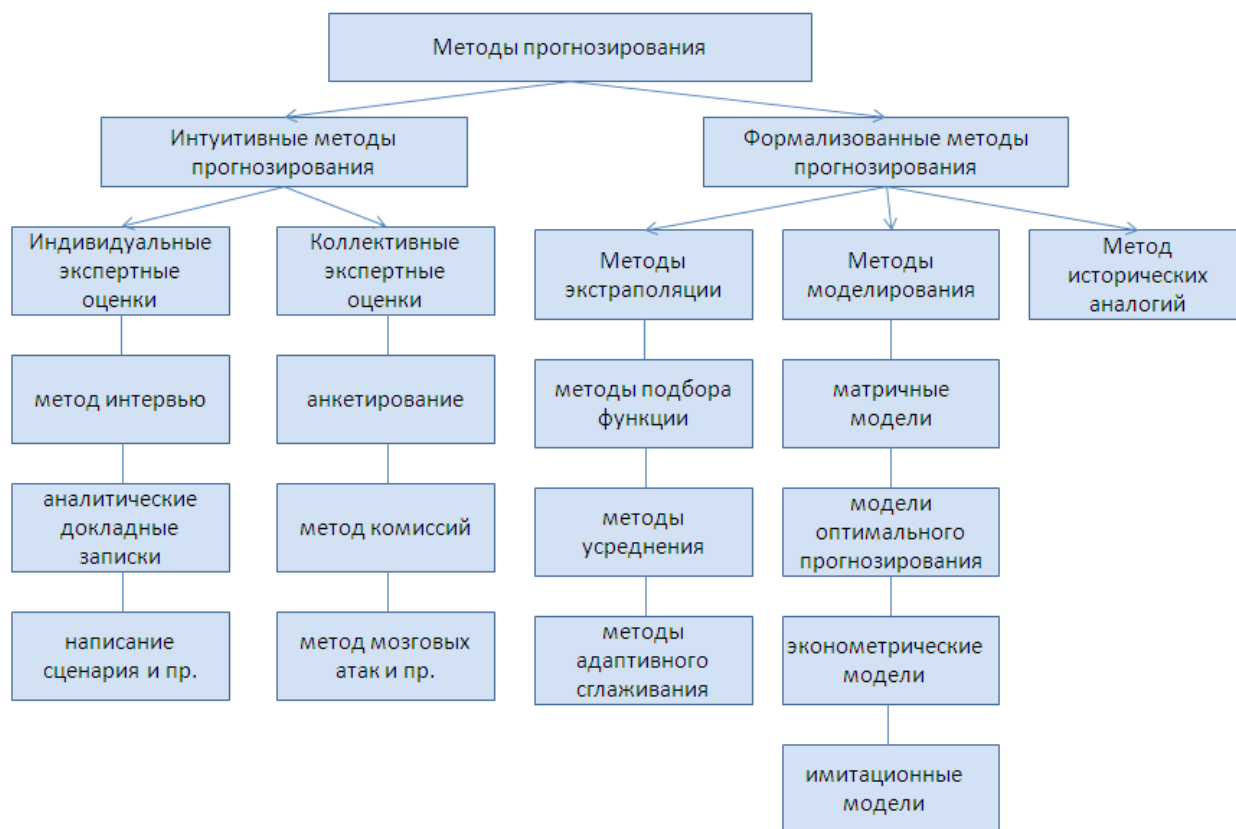 Методы прогнозирования
Интуитивные методы
прогнозирования
Формализованные методы
прогнозирования
Индивидуальные
экспертные
оценки
Коллективные
экспертные
оценки
Методы
экстраполяции
Методы
моделирования
Метод
исторических
аналогий
метод интервью
анкетирование
методы подбора
функции
матричные
модели
аналитические
докладные
записки
метод комиссий
методы
усреднения
модели
оптимального
прогнозирования
написание
сценария и пр.
метод мозговых
атак и пр.
методы
адаптивного
сглаживания
эконометрические
модели
имитационные
модели